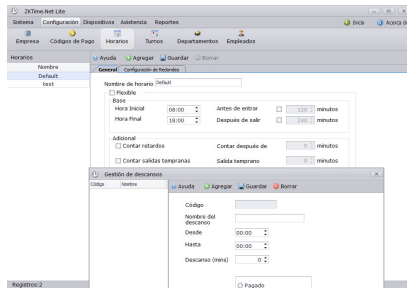 ZKTime.Net Lite
Sistema Configuración Dispositivos Asistencia Reportes
Inicio Acerca de
Empresa Códigos de Pago Horarios Turnos Departamentos Empleados
Horarios
Nombre
Default
test
Ayuda Agregar Guardar Borrar
General Configuración de Redondeo
Nombre de horario Default
Flexible
Base
Hora Inicial 08:00 Antes de entrar 120 minutos
Hora Final 18:00 Después de salir 240 minutos
Adicional
Contar retardos Contar después de 0 minutos
Contar salidas tempranas Salida temprano 0 minutos
Gestión de descansos
Código Nombre
Ayuda Agregar Guardar Borrar
Código
Nombre del
descanso
Desde 00:00
Hasta 00:00
Descanso (mins) 0
Pagado
Registros:2